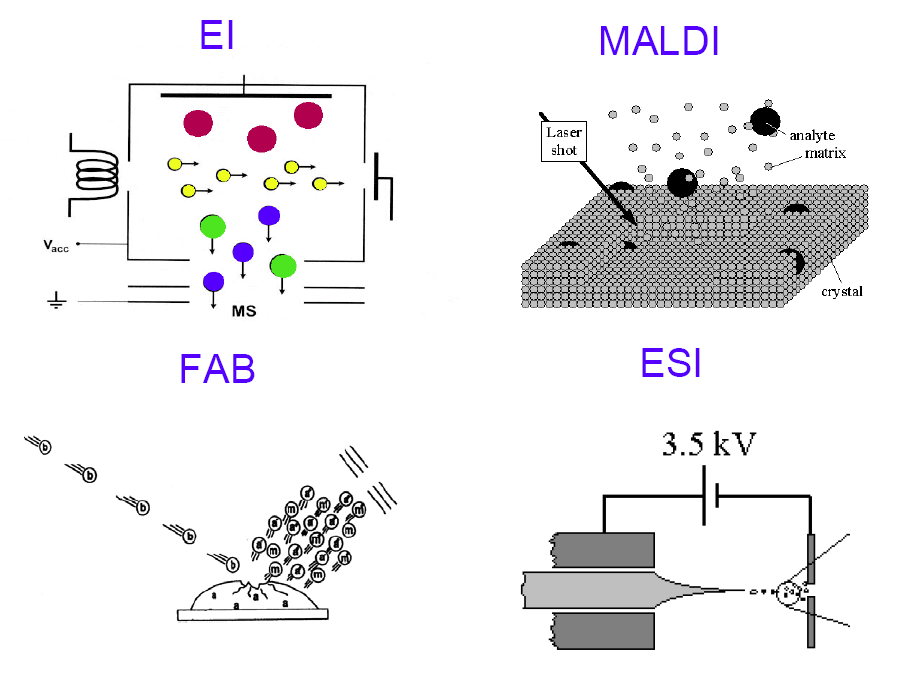 EI
MALDI
Laser
shot
analyte
matrix
crystal
Vacc
MS
FAB
ESI
b
b
b
b
b
a
a
a
a
3.5 kV